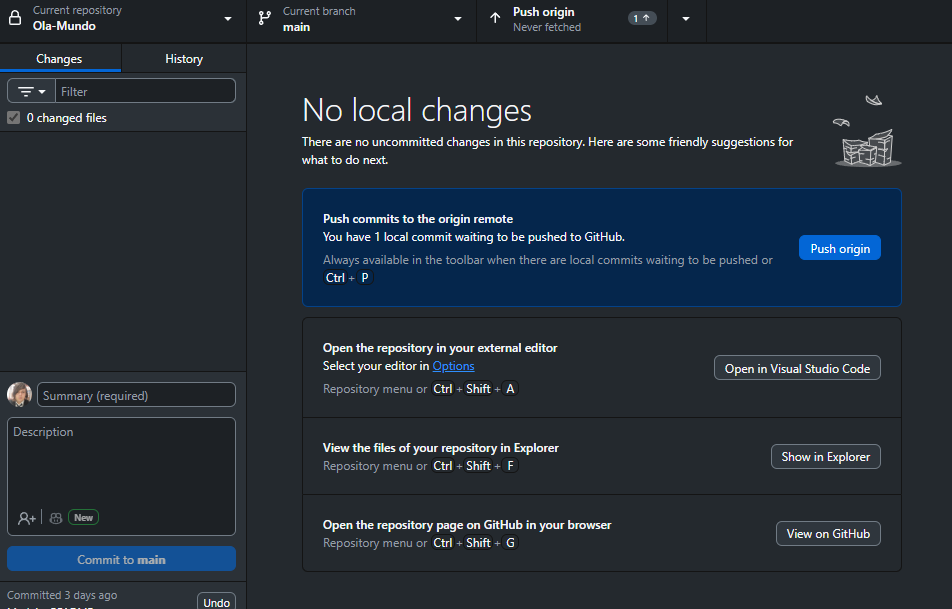 Current repository
Ola-Mundo
Current branch
main
Push origin
Never fetched
1
Changes
History
Filter
0 changed files
No local changes
There are no uncommitted changes in this repository. Here are some friendly suggestions for
what to do next.
Push commits to the origin remote
You have 1 local commit waiting to be pushed to GitHub.
Always available in the toolbar when there are local commits waiting to be pushed or
Ctrl + P
Push origin
Open the repository in your external editor
Select your editor in Options
Repository menu or Ctrl + Shift + A
Open in Visual Studio Code
View the files of your repository in Explorer
Repository menu or Ctrl + Shift + F
Show in Explorer
Open the repository page on GitHub in your browser
Repository menu or Ctrl + Shift + G
View on GitHub
Summary (required)
Description
New
Commit to main
Committed 3 days ago
Undo